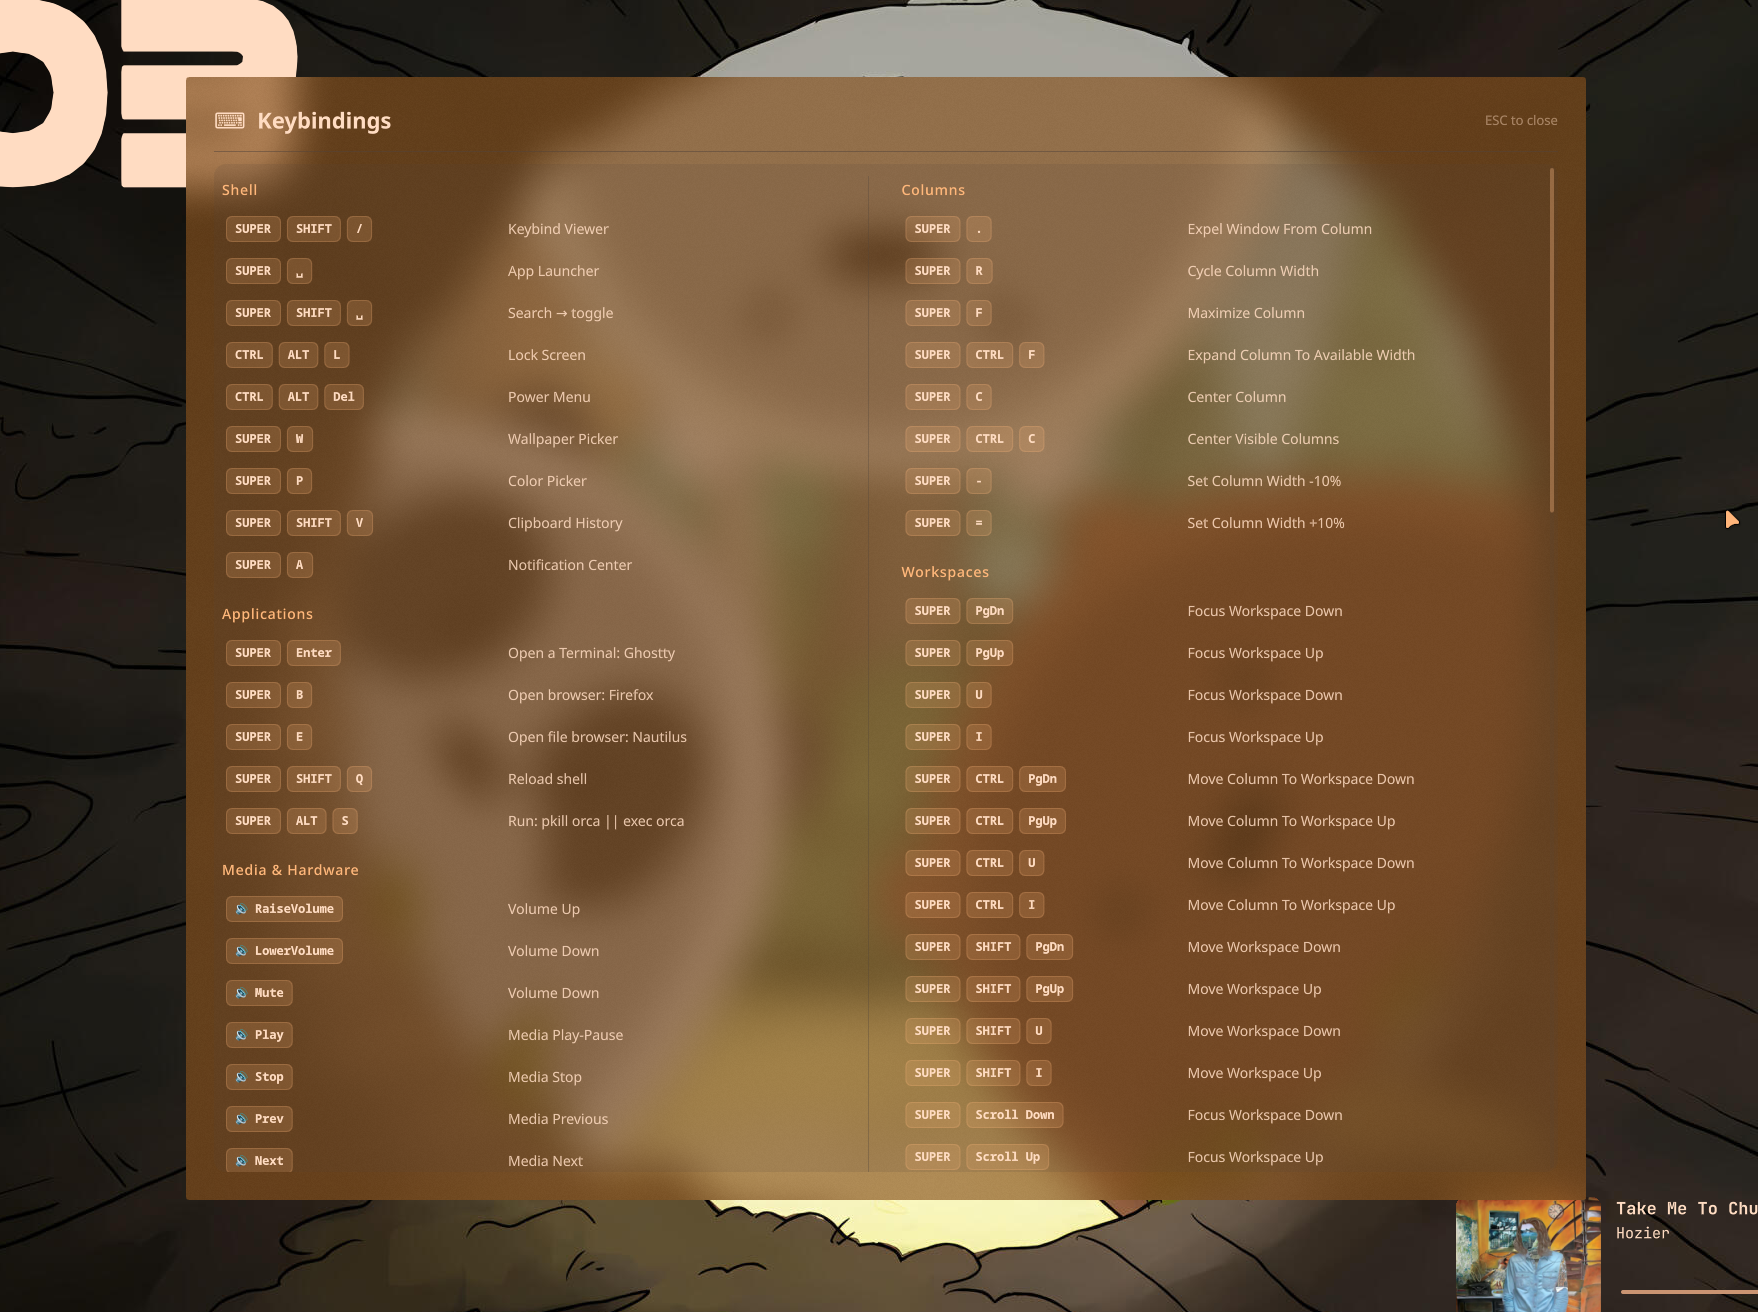 ⌨ Keybindings
ESC to close
Shell
SUPER SHIFT / Keybind Viewer
SUPER ␣ App Launcher
SUPER SHIFT ␣ Search → toggle
CTRL ALT L Lock Screen
CTRL ALT Del Power Menu
SUPER W Wallpaper Picker
SUPER P Color Picker
SUPER SHIFT V Clipboard History
SUPER A Notification Center
Applications
SUPER Enter Open a Terminal: Ghostty
SUPER B Open browser: Firefox
SUPER E Open file browser: Nautilus
SUPER SHIFT Q Reload shell
SUPER ALT S Run: pkill orca || exec orca
Media & Hardware
🔊 RaiseVolume Volume Up
🔊 LowerVolume Volume Down
🔊 Mute Volume Down
🔊 Play Media Play-Pause
🔊 Stop Media Stop
🔊 Prev Media Previous
🔊 Next Media Next
Columns
SUPER . Expel Window From Column
SUPER R Cycle Column Width
SUPER F Maximize Column
SUPER CTRL F Expand Column To Available Width
SUPER C Center Column
SUPER CTRL C Center Visible Columns
SUPER - Set Column Width -10%
SUPER = Set Column Width +10%
Workspaces
SUPER PgDn Focus Workspace Down
SUPER PgUp Focus Workspace Up
SUPER U Focus Workspace Down
SUPER I Focus Workspace Up
SUPER CTRL PgDn Move Column To Workspace Down
SUPER CTRL PgUp Move Column To Workspace Up
SUPER CTRL U Move Column To Workspace Down
SUPER CTRL I Move Column To Workspace Up
SUPER SHIFT PgDn Move Workspace Down
SUPER SHIFT PgUp Move Workspace Up
SUPER SHIFT U Move Workspace Down
SUPER SHIFT I Move Workspace Up
SUPER Scroll Down Focus Workspace Down
SUPER Scroll Up Focus Workspace Up
Take Me To Chu
Hozier